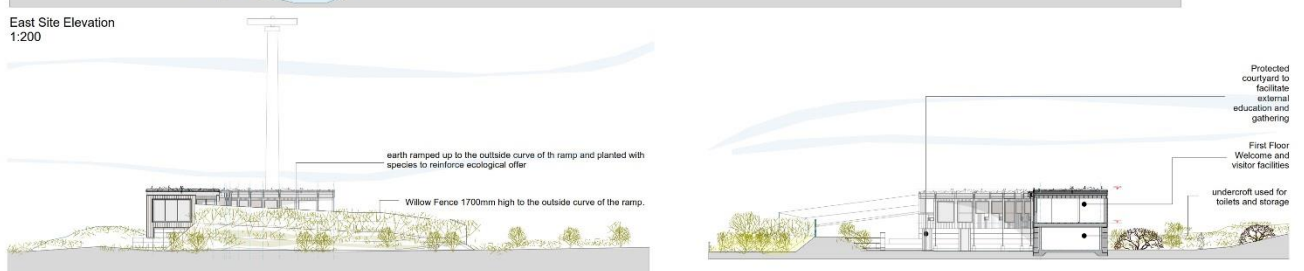 East Site Elevation
1:200
earth ramped up to the outtside curve of th ramp and planted with
species to reinforce ecological offer
Willow Fence 1700mm high to the outside curve of the ramp.
Protected
courtyard to
facilitate
external
education and
gathering
First Floor
Welcome and
visitor facilities
undercroft used for
toilets and storage